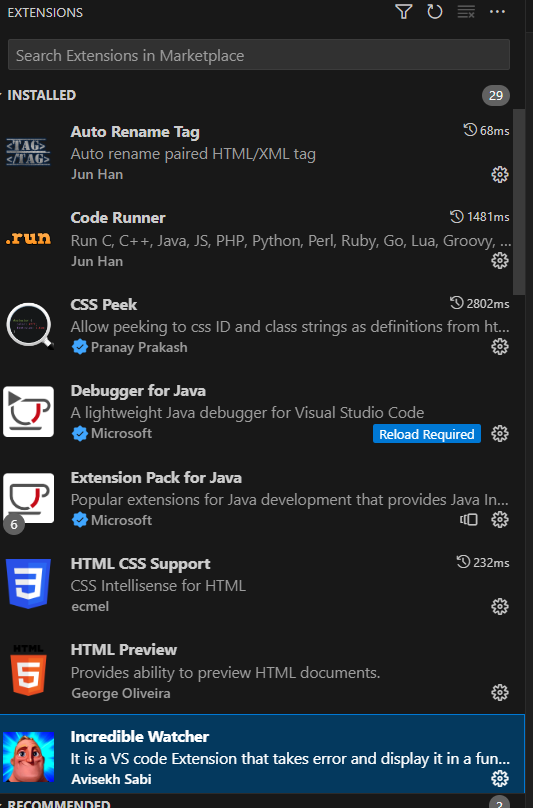 EXTENSIONS
Search Extensions in Marketplace
INSTALLED 29
<TAG>
</TAG>
Auto Rename Tag 68ms
Auto rename paired HTML/XML tag
Jun Han
.run
Code Runner 1481ms
Run C, C++, Java, JS, PHP, Python, Perl, Ruby, Go, Lua, Groovy, ...
Jun Han
CSS Peek 2802ms
Allow peeking to css ID and class strings as definitions from ht...
Pranay Prakash
Debugger for Java
A lightweight Java debugger for Visual Studio Code
Microsoft Reload Required
Extension Pack for Java
Popular extensions for Java development that provides Java In...
6 Microsoft
3
HTML CSS Support 232ms
CSS Intellisense for HTML
ecmel
HTML
5
HTML Preview
Provides ability to preview HTML documents.
George Oliveira
Incredible Watcher
It is a VS code Extension that takes error and display it in a fun...
Avisekh Sabi
RECOMMENDED 2